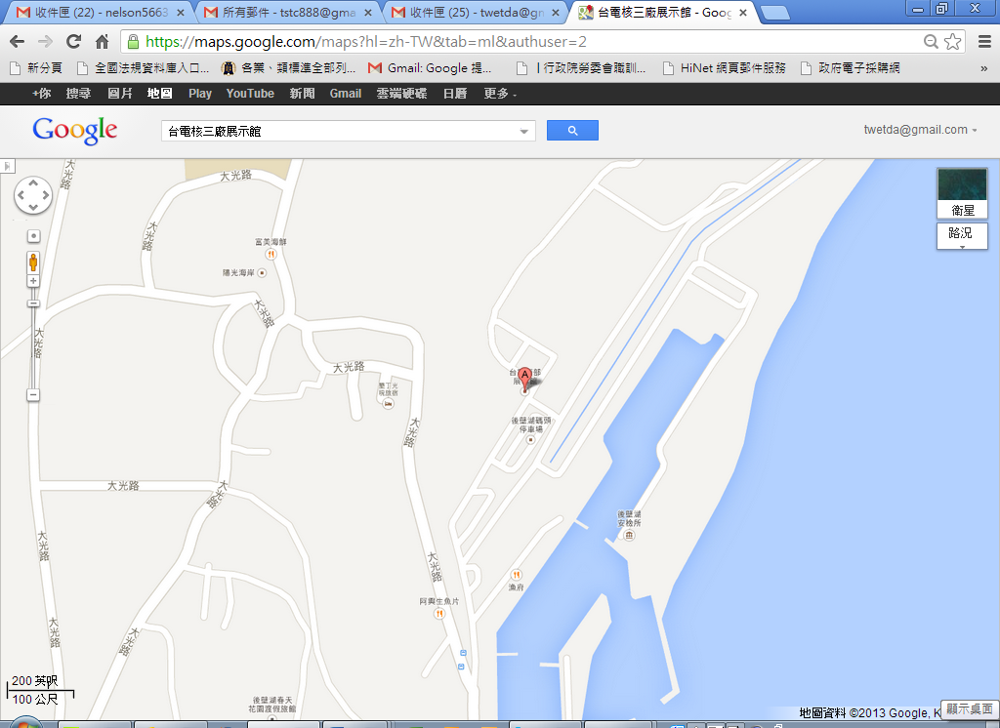 收件匣 (22) - nelson5663
所有郵件 - tstc888@gma
收件匣 (25) - twetda@gm
台電核三廠展示館 - Goog
https://maps.google.com/maps?hl=zh-TW&tab=ml&authuser=2
新分頁
全國法規資料庫入口...
各業、類標準全部列...
Gmail: Google 提...
| 行政院勞委會職訓...
HiNet 網頁郵件服務
政府電子採購網
»
+你 搜尋 圖片 地圖 Play YouTube 新聞 Gmail 雲端硬碟 日曆 更多
Google
台電核三廠展示館
twetda@gmail.com
衛星
路況
大光路
大光路
大光路
富美海鮮
陽光海岸
大光路
大光路
大光路
A
後壁湖碼頭
停車場
大光路
大光路
大光路
後壁湖
安檢所
大光路
大光路
漁府
阿興生魚片
大光路
大光路
200 英呎
100 公尺
後壁湖春天
花園渡假旅館
地圖資料 ©2013 Google, K
顯示桌面